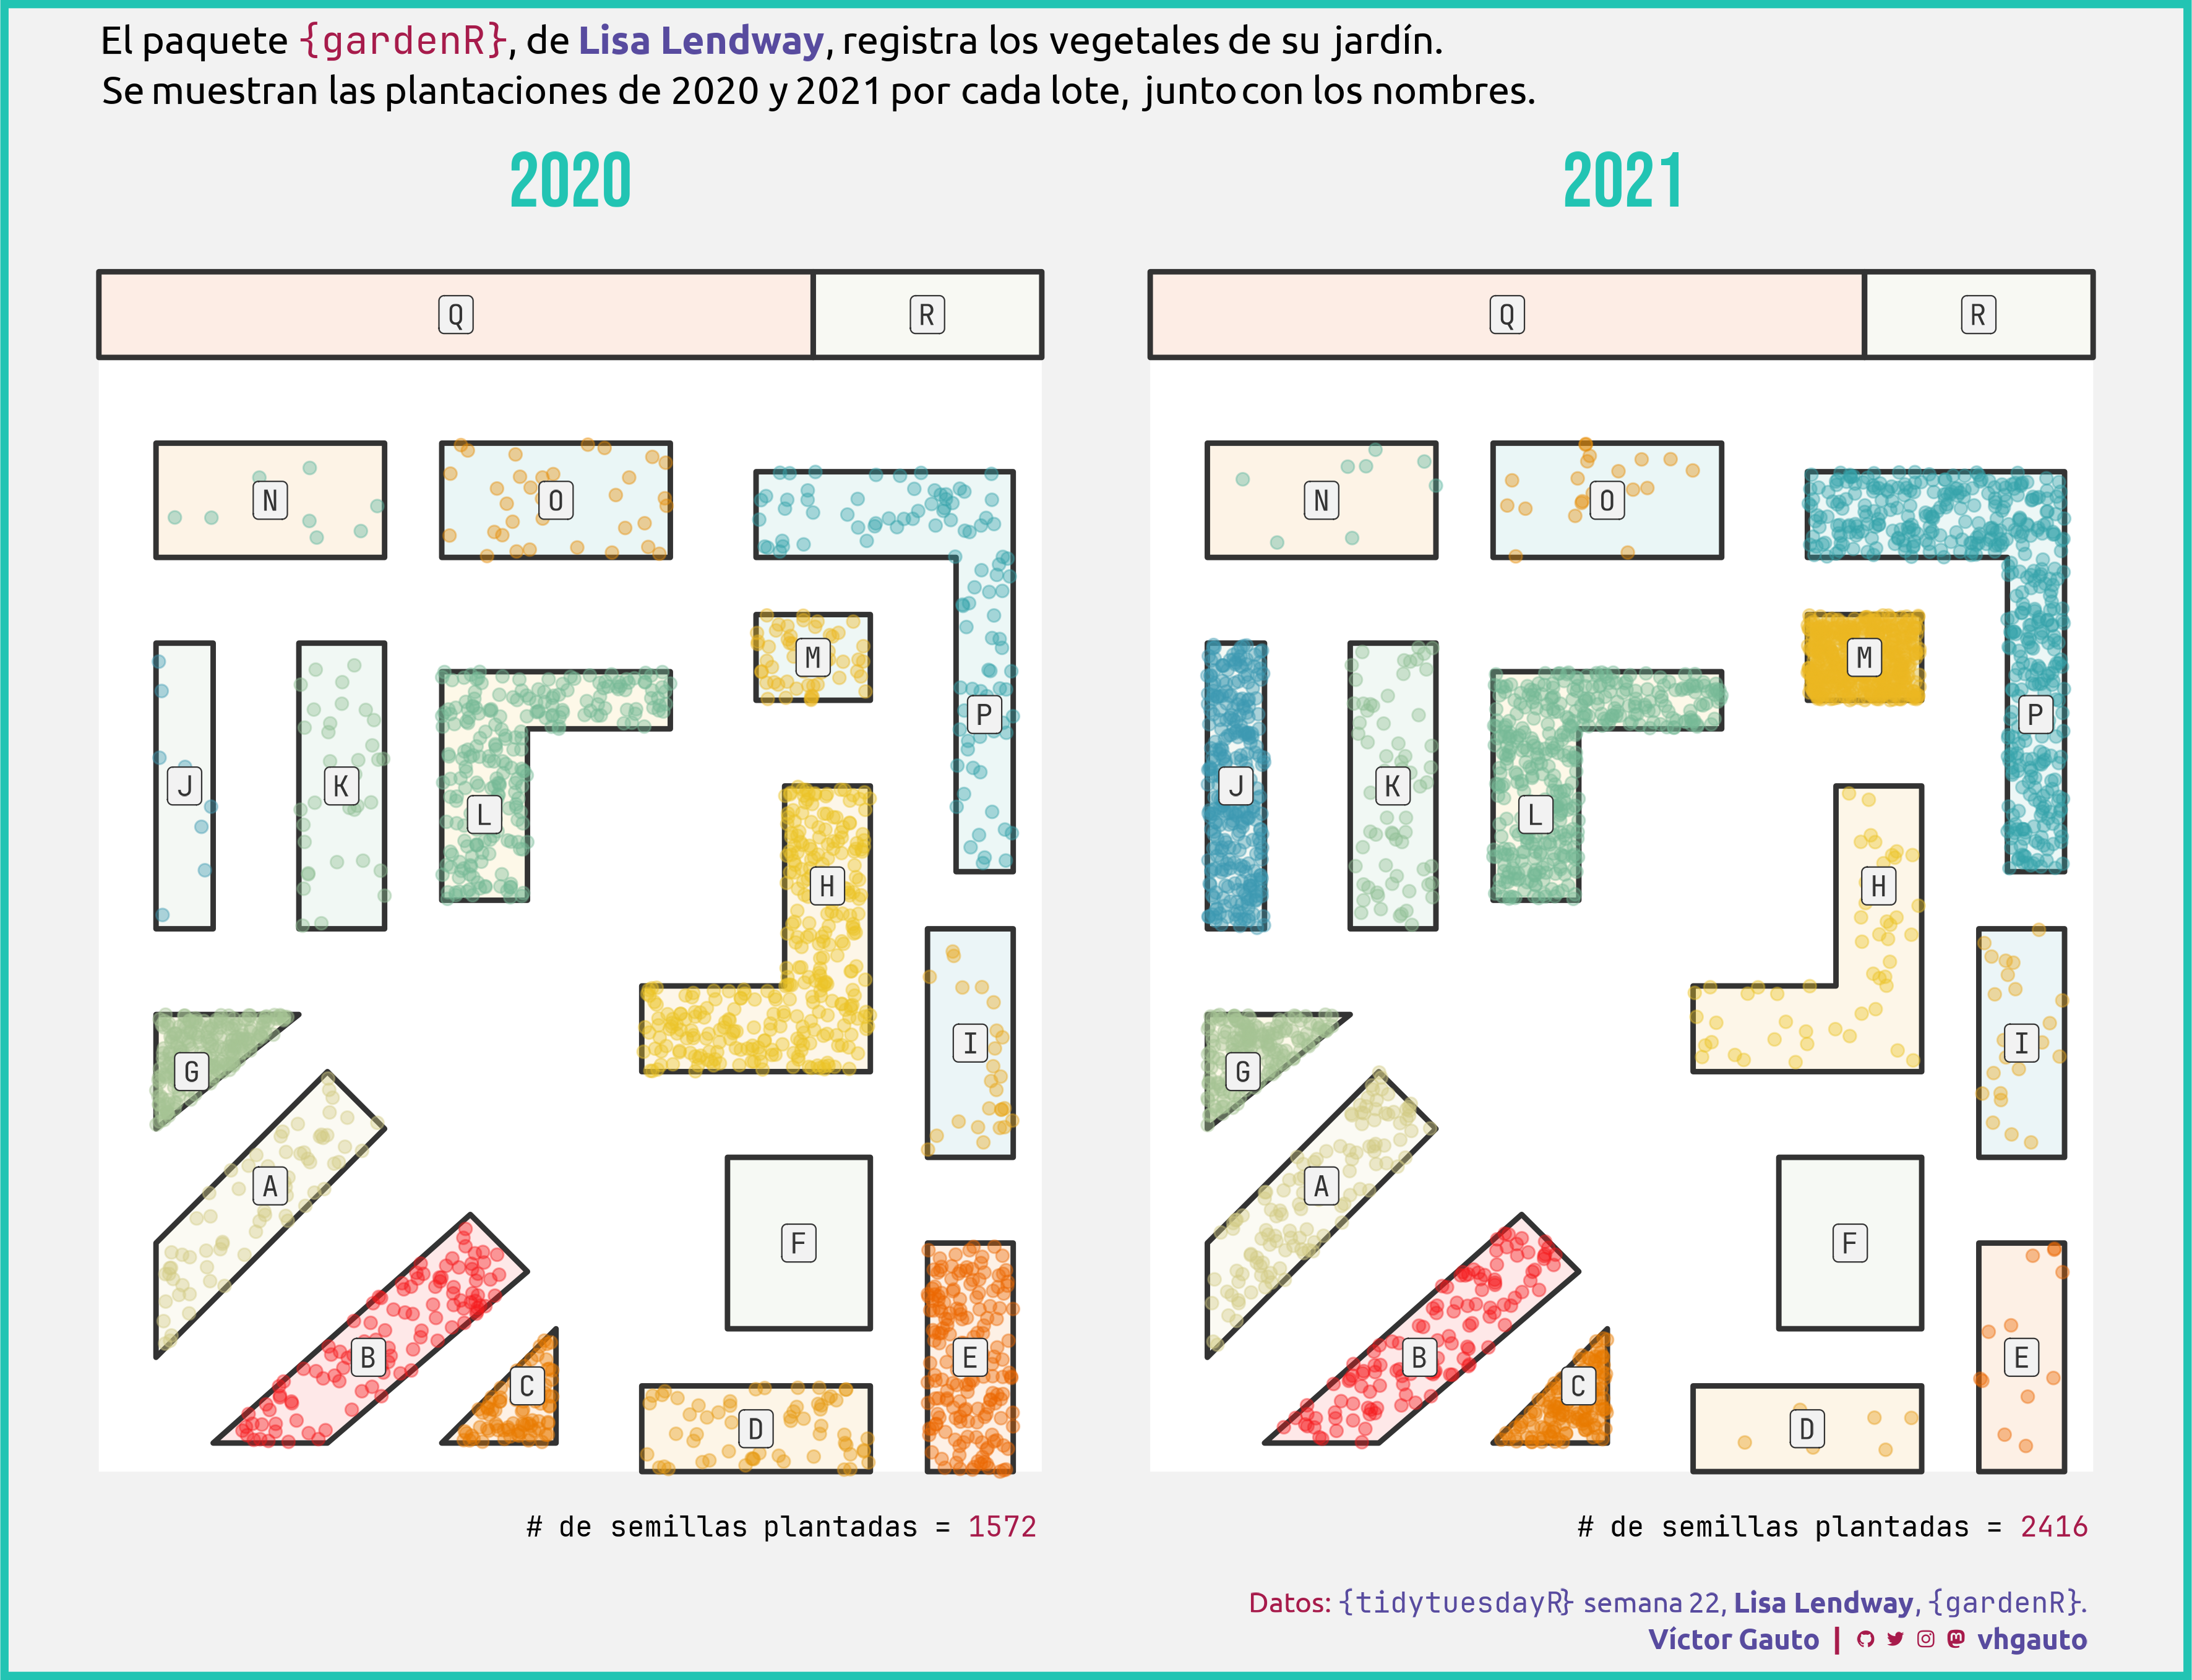 El paquete {gardenR}, de Lisa Lendway, registra los vegetales de su jardín.
Se muestran las plantaciones de 2020 y 2021 por cada lote, junto con los nombres.
2020
Q
R
N
O
M
P
J
K
L
H
I
G
A
F
B
C
D
E
# de semillas plantadas = 1572
2021
Q
R
N
O
M
P
J
K
L
H
I
G
A
F
B
C
D
E
# de semillas plantadas = 2416
Datos: {tidytuesdayR} semana 22, Lisa Lendway, {gardenR}.
Víctor Gauto | vhgauto